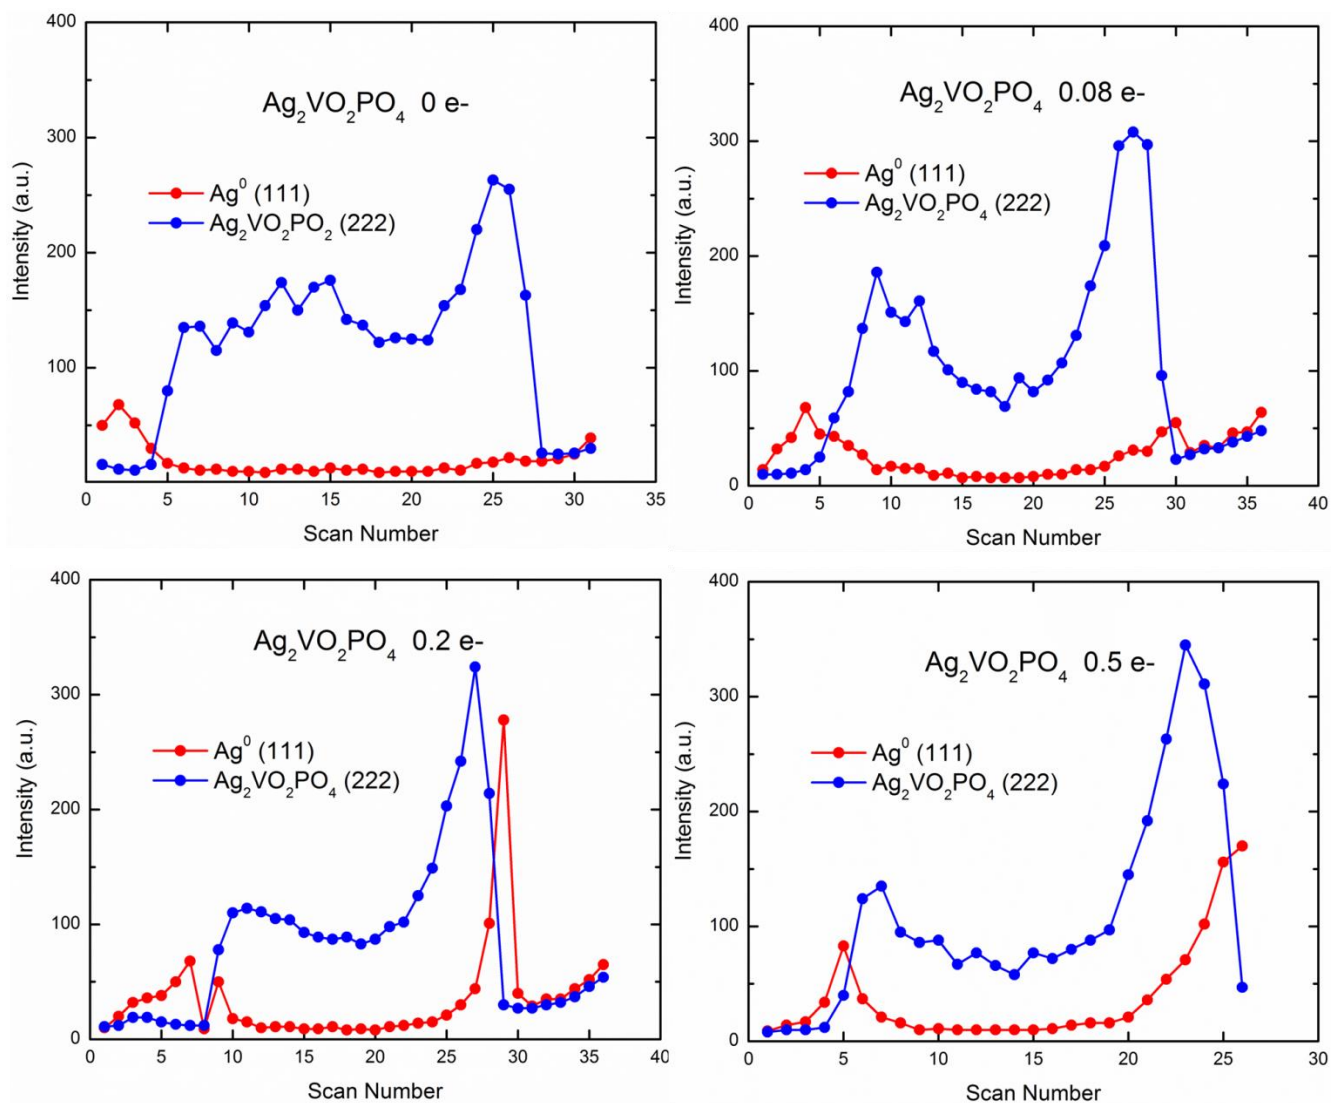 400
300
200
100
Intensity (a.u.)
Ag₂VO₂PO₄ 0 e-
Ag⁰ (111)
Ag₂VO₂PO₂ (222)
0 5 10 15 20 25 30 35
Scan Number
400
300
200
100
0
Intensity (a.u.)
Ag₂VO₂PO₄ 0.08 e-
Ag⁰ (111)
Ag₂VO₂PO₄ (222)
0 5 10 15 20 25 30 35 40
Scan Number
400
300
200
100
0
Intensity (a.u.)
Ag₂VO₂PO₄ 0.2 e-
Ag⁰ (111)
Ag₂VO₂PO₄ (222)
0 5 10 15 20 25 30 35 40
Scan Number
400
300
200
100
0
Intensity (a.u.)
Ag₂VO₂PO₄ 0.5 e-
Ag⁰ (111)
Ag₂VO₂PO₄ (222)
0 5 10 15 20 25 30
Scan Number